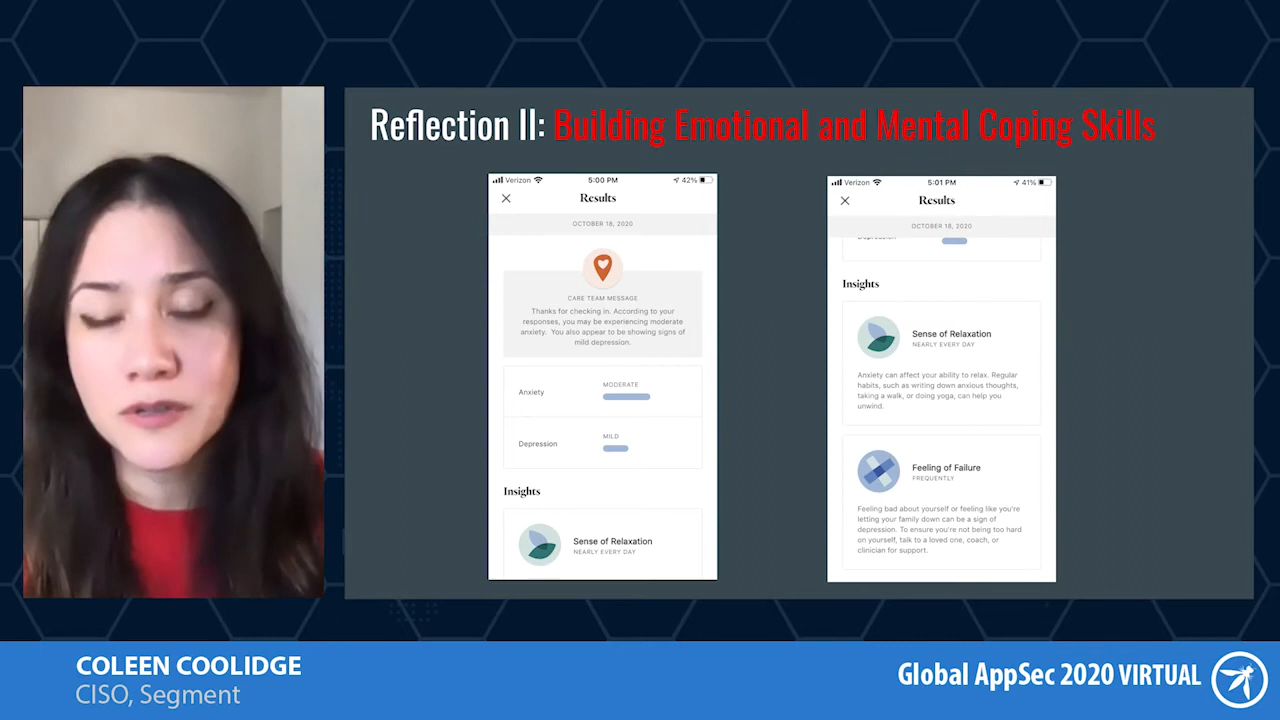 Reflection II: Building Emotional and Mental Coping Skills
Verizon 5:00 PM 42%
Results
OCTOBER 18, 2020
CARE TEAM MESSAGE
Thanks for checking in. According to your
responses, you may be experiencing moderate
anxiety. You also appear to be showing signs of
mild depression.
MODERATE
Anxiety
MILD
Depression
Insights
Sense of Relaxation
NEARLY EVERY DAY
Verizon 5:01 PM 41%
Results
OCTOBER 18, 2020
Depression
Insights
Sense of Relaxation
NEARLY EVERY DAY
Anxiety can affect your ability to relax. Regular
habits, such as writing down anxious thoughts,
taking a walk, or doing yoga, can help you
unwind.
Feeling of Failure
FREQUENTLY
Feeling bad about yourself or feeling like you're
letting your family down can be a sign of
depression. To ensure you're not being too hard
on yourself, talk to a loved one, coach, or
clinician for support.
COLEEN COOLIDGE
CISO, Segment
Global AppSec 2020 VIRTUAL